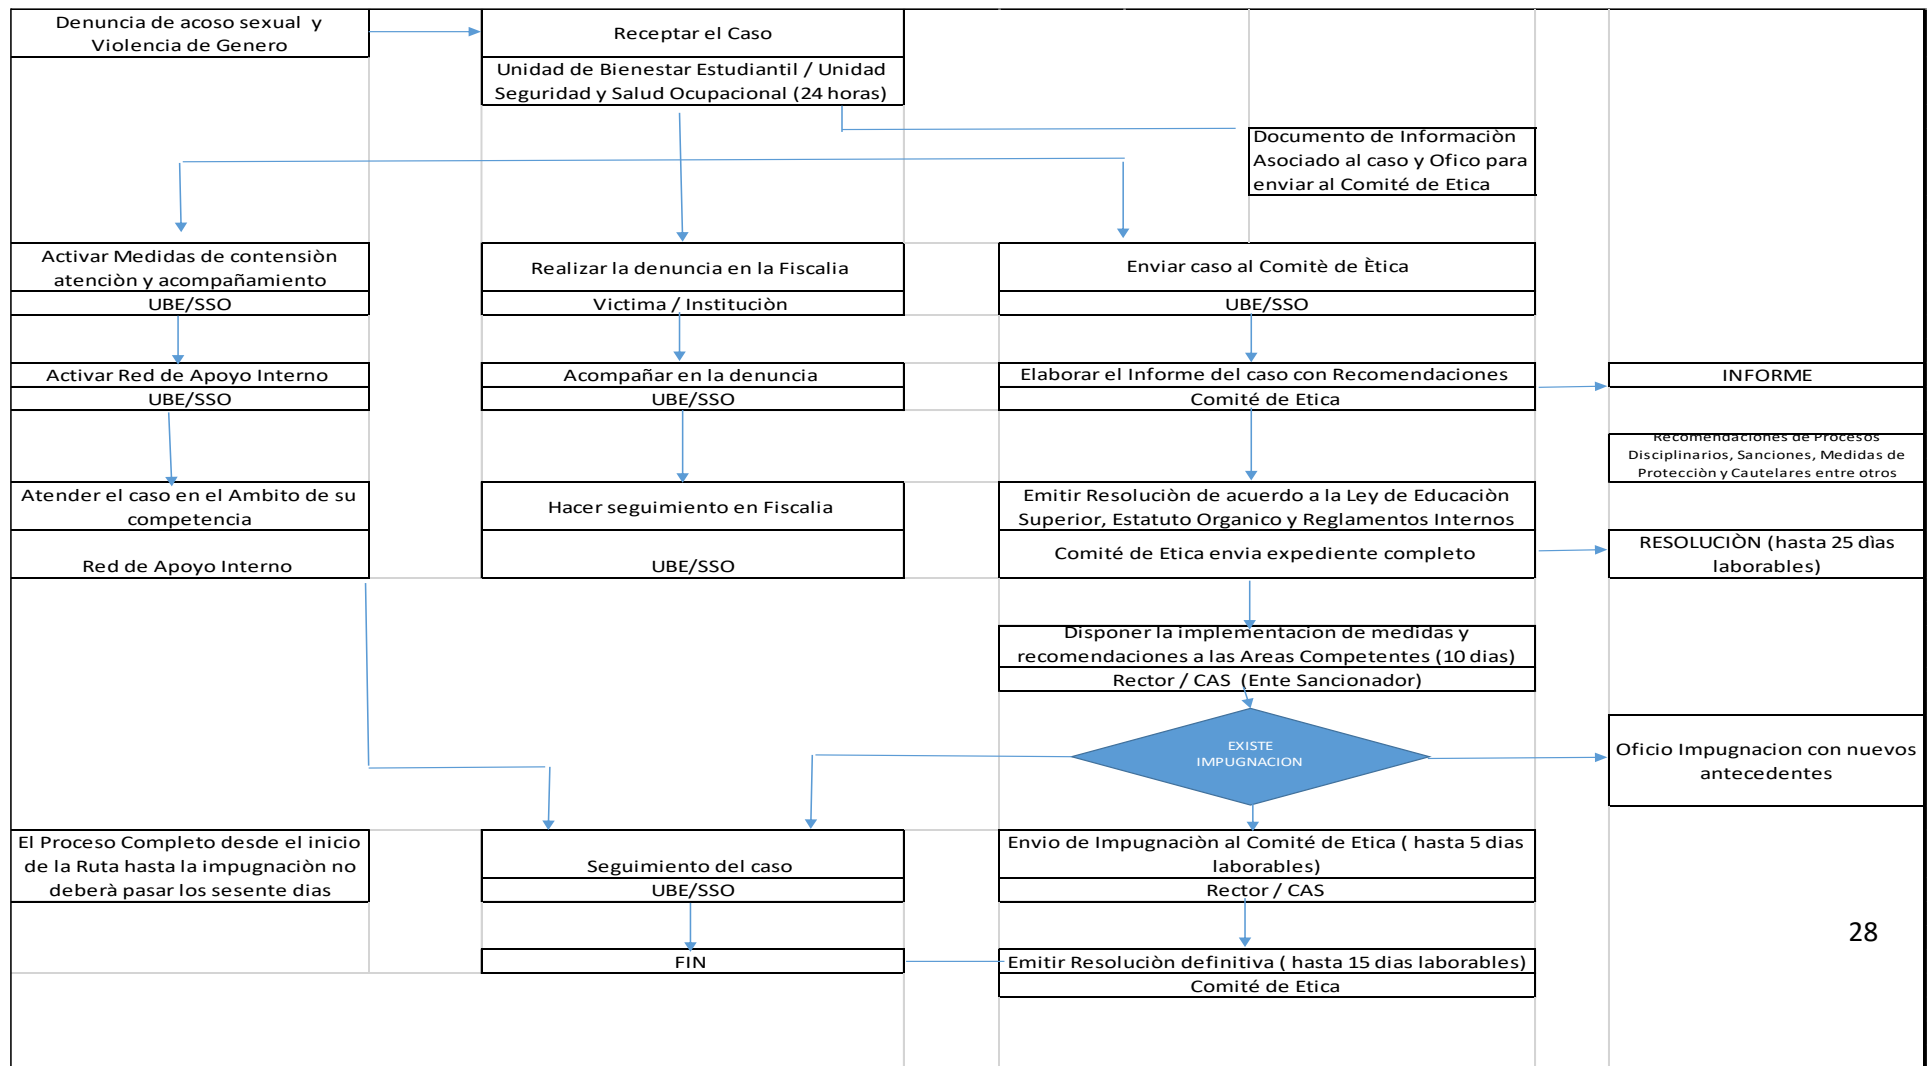 Denuncia de acoso sexual y
Violencia de Genero
Receptar el Caso
Unidad de Bienestar Estudiantil / Unidad
Seguridad y Salud Ocupacional (24 horas)
Documento de Informaciòn
Asociado al caso y Ofico para
enviar al Comité de Etica
Activar Medidas de contensiòn
atenciòn y acompañamiento
UBE/SSO
Realizar la denuncia en la Fiscalia
Victima / Instituciòn
Enviar caso al Comitè de Ètica
UBE/SSO
Activar Red de Apoyo Interno
UBE/SSO
Acompañar en la denuncia
UBE/SSO
Elaborar el Informe del caso con Recomendaciones
Comité de Etica
INFORME
Recomendaciones de Procesos
Disciplinarios, Sanciones, Medidas de
Protecciòn y Cautelares entre otros
Atender el caso en el Ambito de su
competencia
Red de Apoyo Interno
Hacer seguimiento en Fiscalia
UBE/SSO
Emitir Resoluciòn de acuerdo a la Ley de Educaciòn
Superior, Estatuto Organico y Reglamentos Internos
Comité de Etica envia expediente completo
RESOLUCIÒN (hasta 25 dìas
laborables)
Disponer la implementacion de medidas y
recomendaciones a las Areas Competentes (10 dias)
Rector / CAS (Ente Sancionador)
EXISTE
IMPUGNACION
Oficio Impugnacion con nuevos
antecedentes
El Proceso Completo desde el inicio
de la Ruta hasta la impugnaciòn no
deberà pasar los sesente dias
Seguimiento del caso
UBE/SSO
Envio de Impugnaciòn al Comité de Etica ( hasta 5 dias
laborables)
Rector / CAS
28
FIN
Emitir Resoluciòn definitiva ( hasta 15 dias laborables)
Comité de Etica